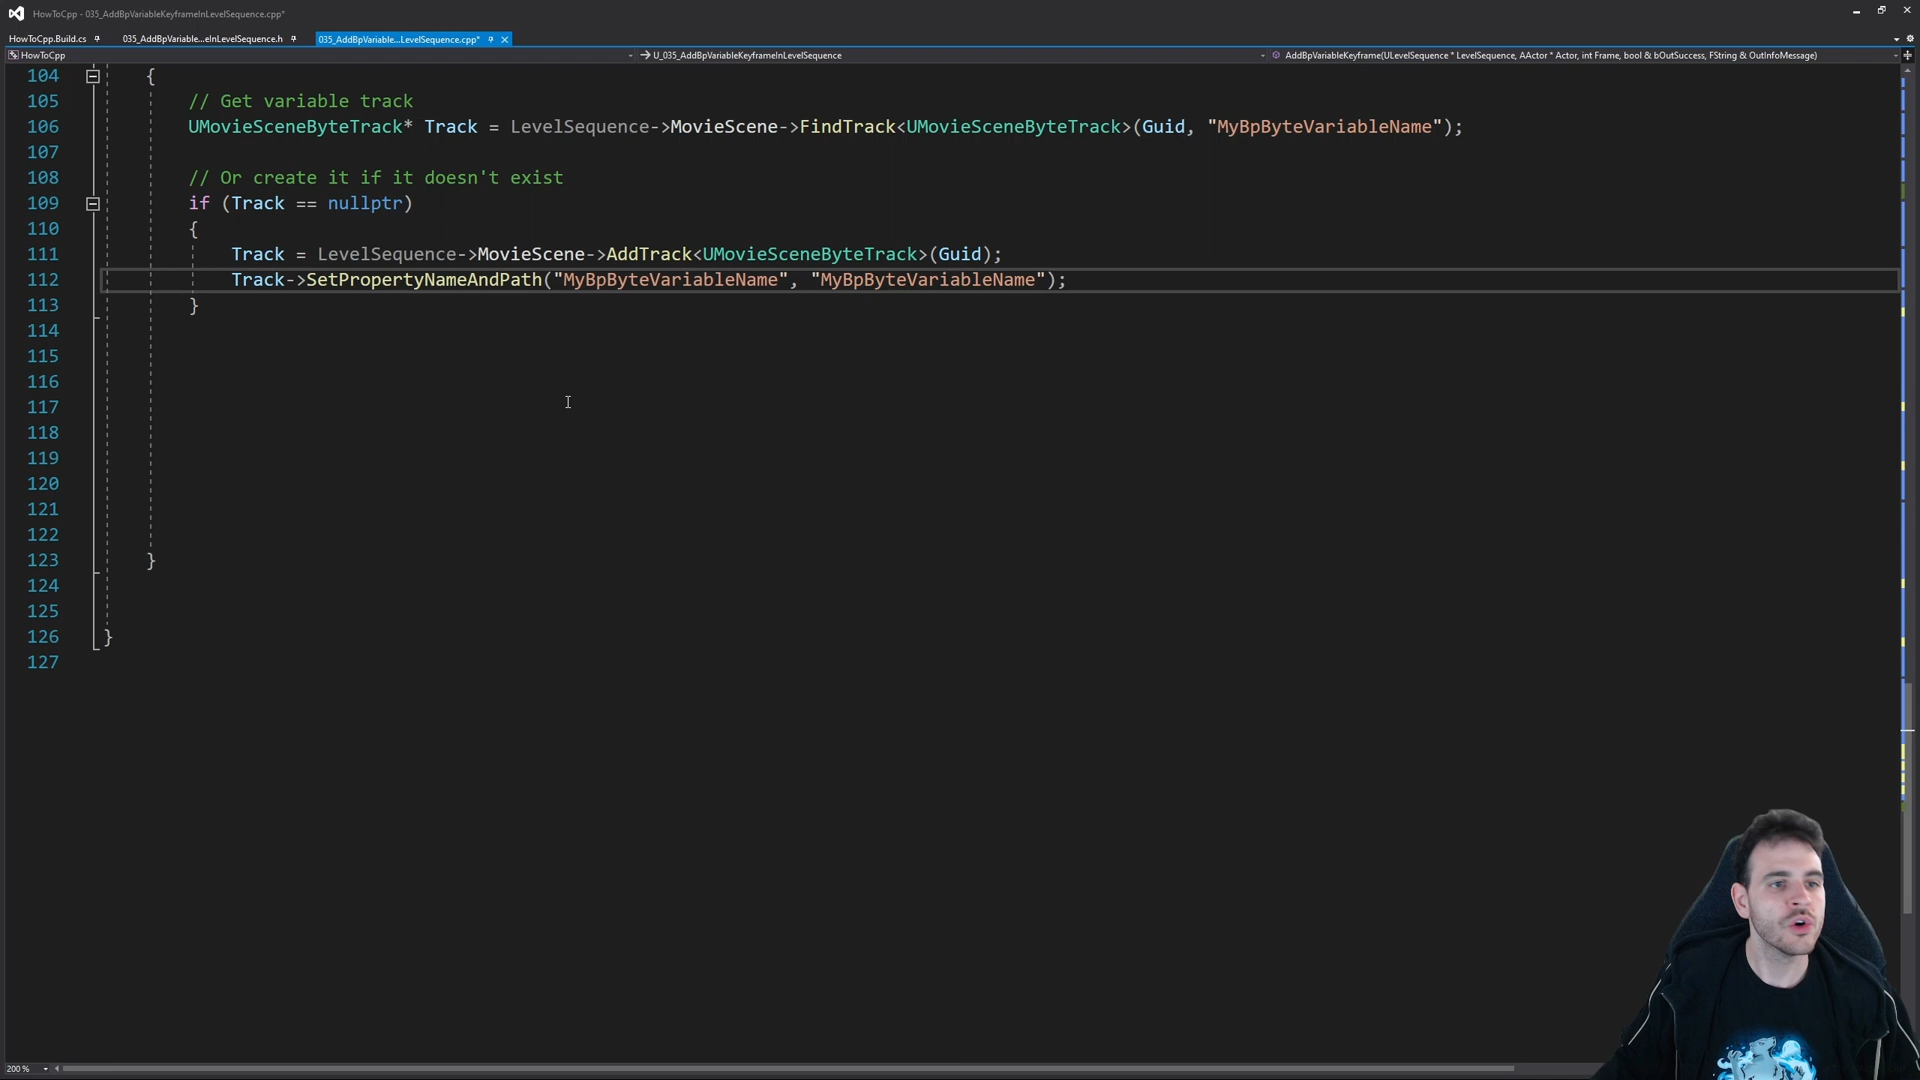 HowToCpp - 035_AddBpVariableKeyframeInLevelSequence.cpp*
HowToCpp.Build.cs
035_AddBpVariable...eInLevelSequence.h
035_AddBpVariable...LevelSequence.cpp*
HowToCpp
U_035_AddBpVariableKeyframeInLevelSequence
AddBpVariableKeyframe(ULevelSequence * LevelSequence, AActor * Actor, int Frame, bool & bOutSuccess, FString & OutInfoMessage)
104 {
105 // Get variable track
106 UMovieSceneByteTrack* Track = LevelSequence->MovieScene->FindTrack<UMovieSceneByteTrack>(Guid, "MyBpByteVariableName");
107
108 // Or create it if it doesn't exist
109 if (Track == nullptr)
110 {
111 Track = LevelSequence->MovieScene->AddTrack<UMovieSceneByteTrack>(Guid);
112 Track->SetPropertyNameAndPath("MyBpByteVariableName", "MyBpByteVariableName");
113 }
114
115
116
117
118
119
120
121
122
123 }
124
125
126 }
127
200 %